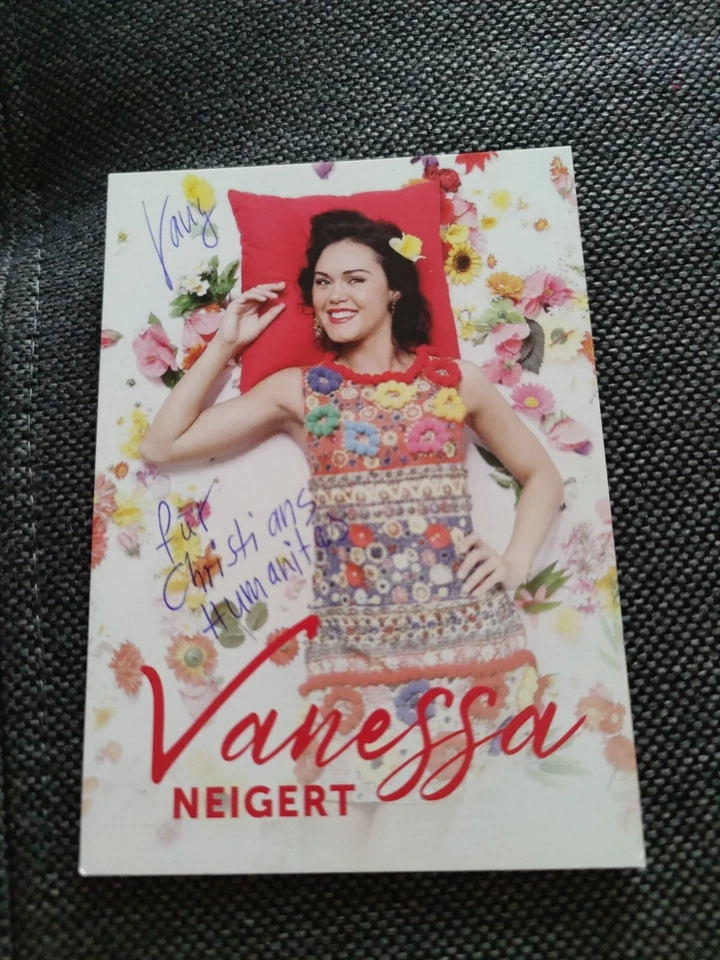 Vany
für
Christians
Humanitas
Vanessa
NEIGERT